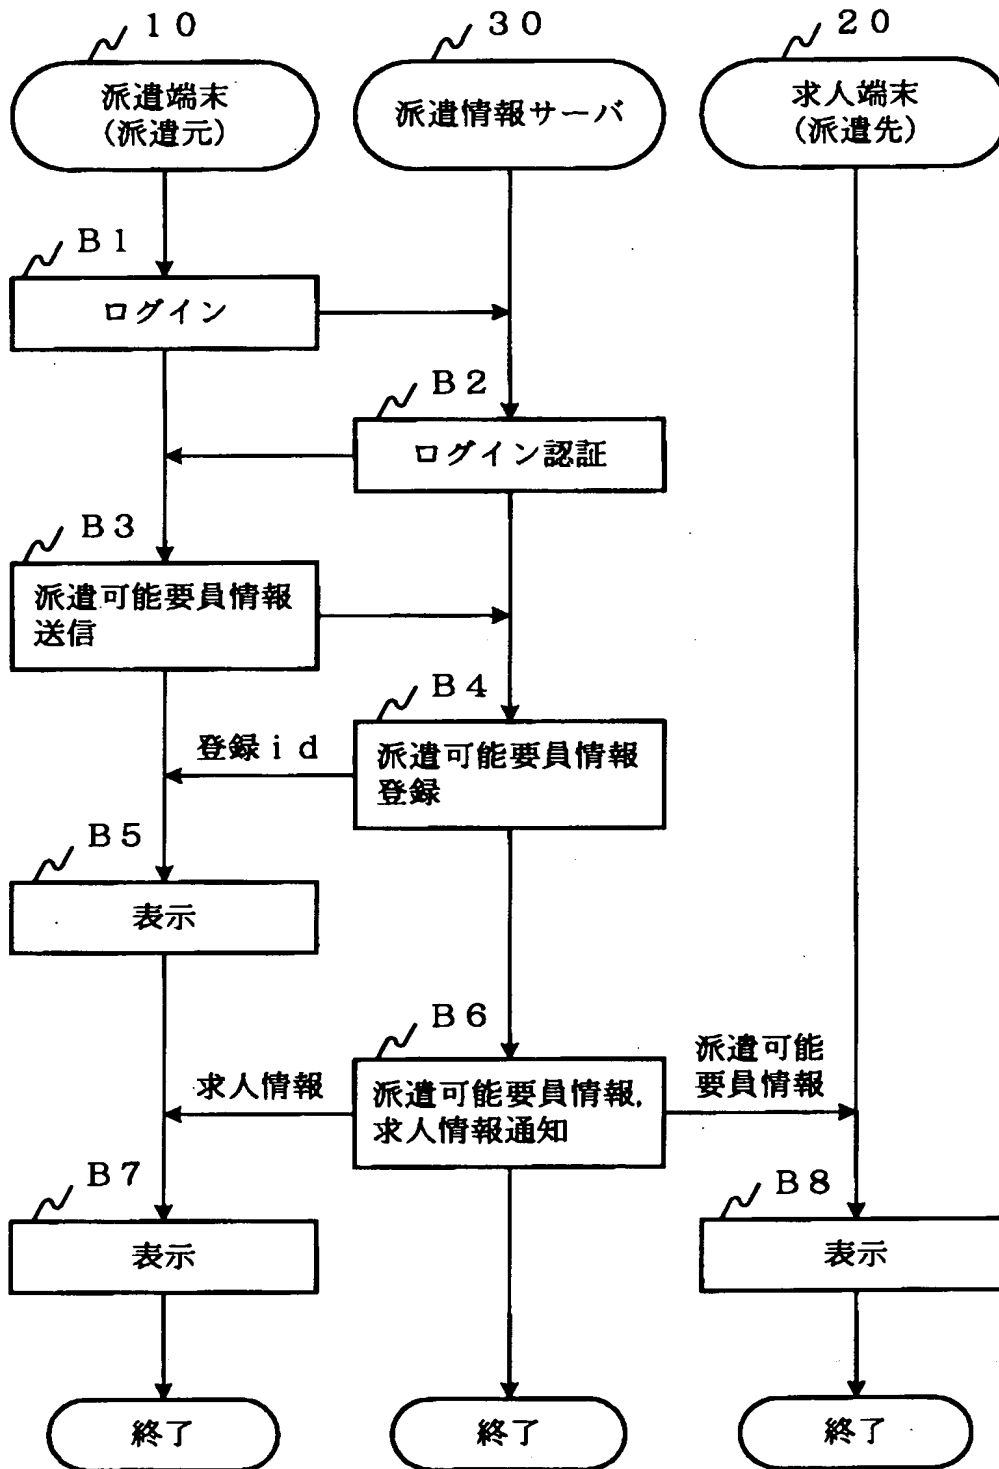 １０
３０
２０
派遣端末
(派遣元)
派遣情報サーバ
求人端末
(派遣先)
Ｂ１
ログイン
Ｂ２
ログイン認証
Ｂ３
派遣可能要員情報
送信
Ｂ４
登録ｉｄ
派遣可能要員情報
登録
Ｂ５
表示
Ｂ６
求人情報
派遣可能要員情報,
求人情報通知
派遣可能
要員情報
Ｂ７
表示
Ｂ８
表示
終了
終了
終了